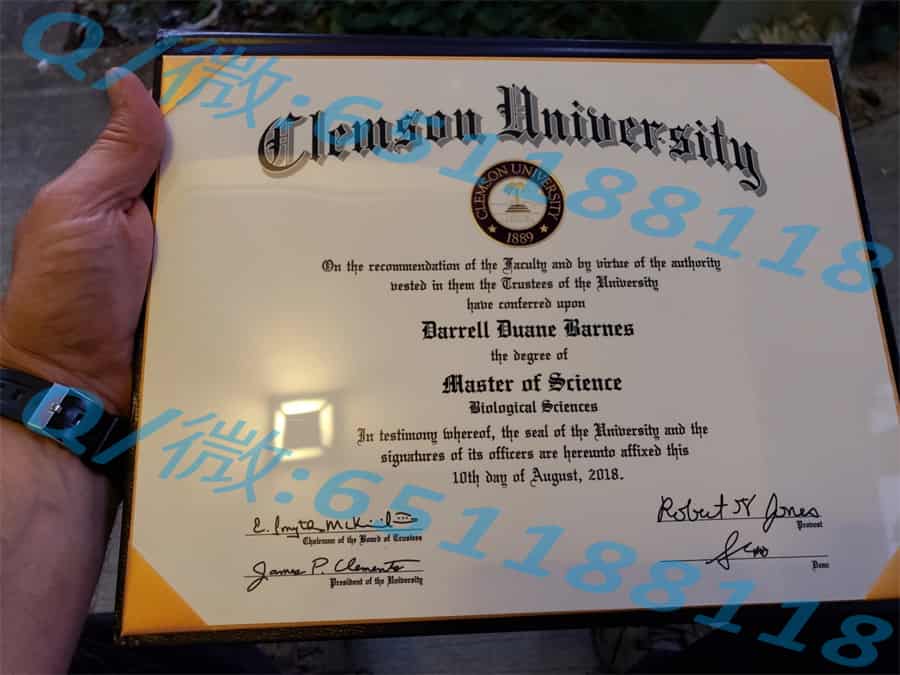 Q/微:651188118
Clemson University
CLEMSON UNIVERSITY
1889
On the recommendation of the Faculty and by virtue of the authority
vested in them the Trustees of the University
have conferred upon
Darrell Duane Barnes
the degree of
Master of Science
Biological Sciences
In testimony whereof, the seal of the University and the
signatures of its officers are hereunto affixed this
10th day of August, 2018.
Q/微:651188118
E. Smyth McKissick
Chairman of the Board of Trustees
Robert H Jones
Provost
James P. Clements
President of the University
Dean